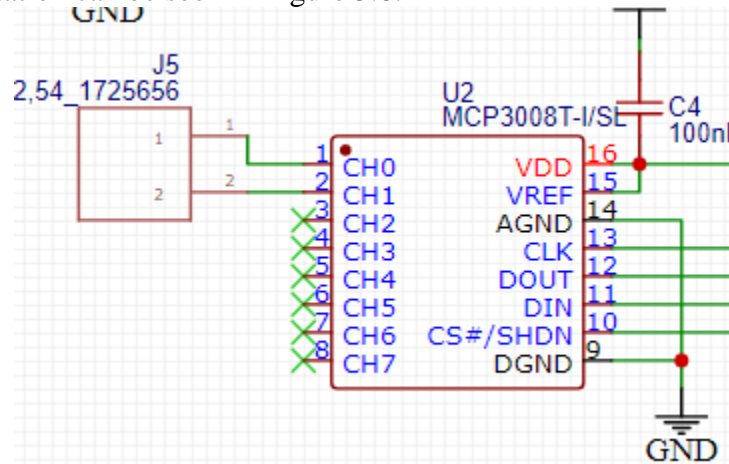 GND
J5
2,54_1725656
1
1
2
2
U2
MCP3008T-I/SL
C4
100n
1 CH0 VDD 16
2 CH1 VREF 15
3 CH2 AGND 14
4 CH3 CLK 13
5 CH4 DOUT 12
6 CH5 DIN 11
7 CH6 CS#/SHDN 10
8 CH7 DGND 9
GND